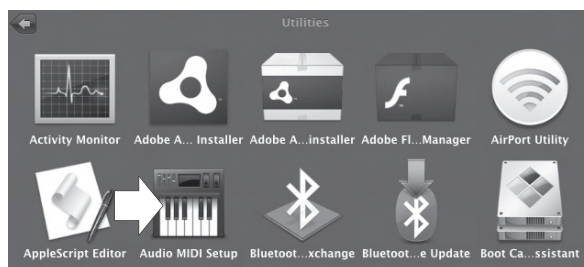 Utilities
Activity Monitor
Adobe A... Installer
Adobe A...installer
Adobe Fl...Manager
AirPort Utility
AppleScript Editor
Audio MIDI Setup
Bluetoot...xchange
Bluetoot...e Update
Boot Ca...ssistant